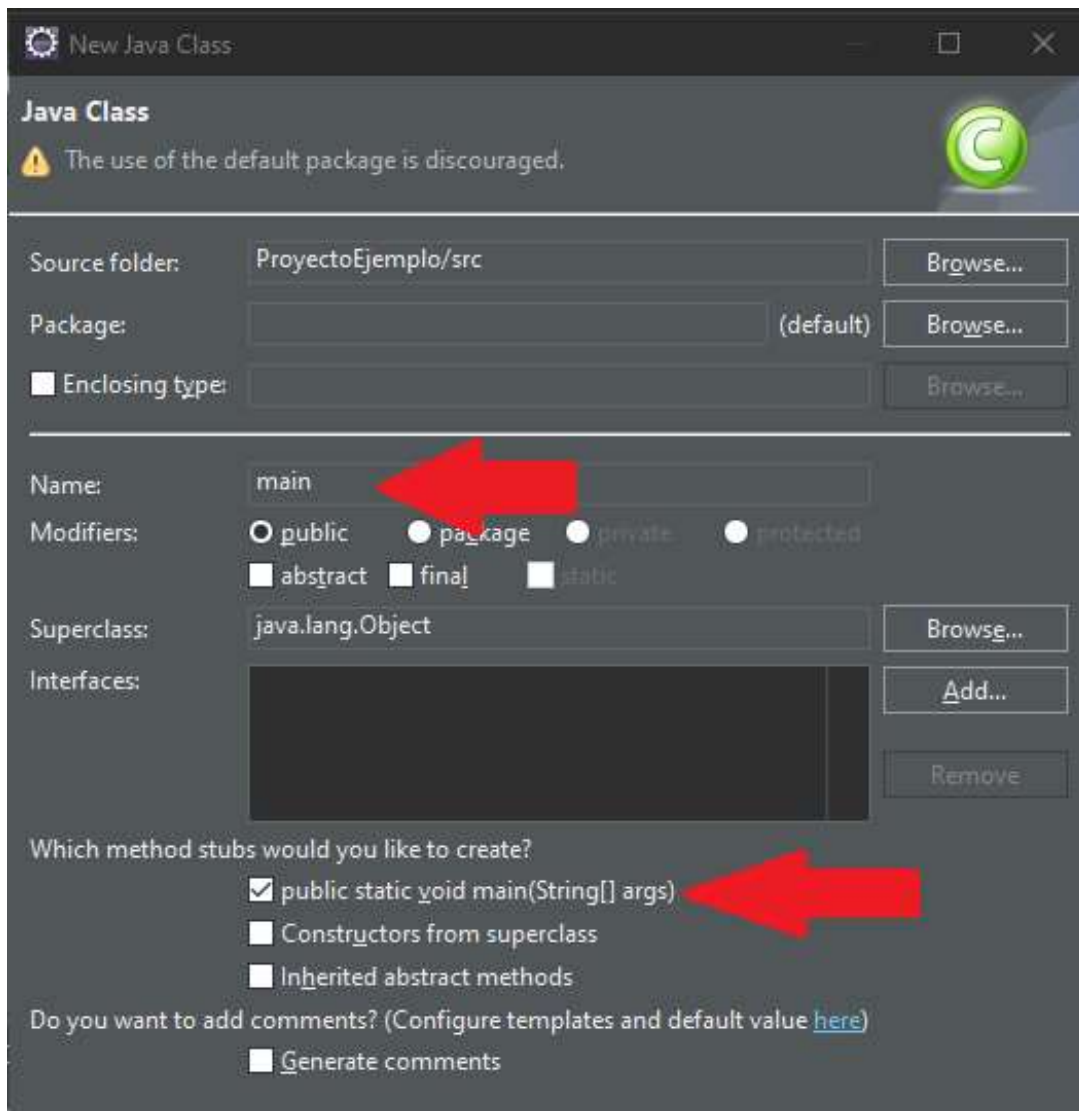 New Java Class
Java Class
The use of the default package is discouraged.
Source folder: ProyectoEjemplo/src Browse...
Package: (default) Browse...
Enclosing type: Browse...
Name: main
Modifiers: public package private protected
abstract final static
Superclass: java.lang.Object Browse...
Interfaces: Add...
Remove
Which method stubs would you like to create?
public static void main(String[] args)
Constructors from superclass
Inherited abstract methods
Do you want to add comments? (Configure templates and default value here)
Generate comments